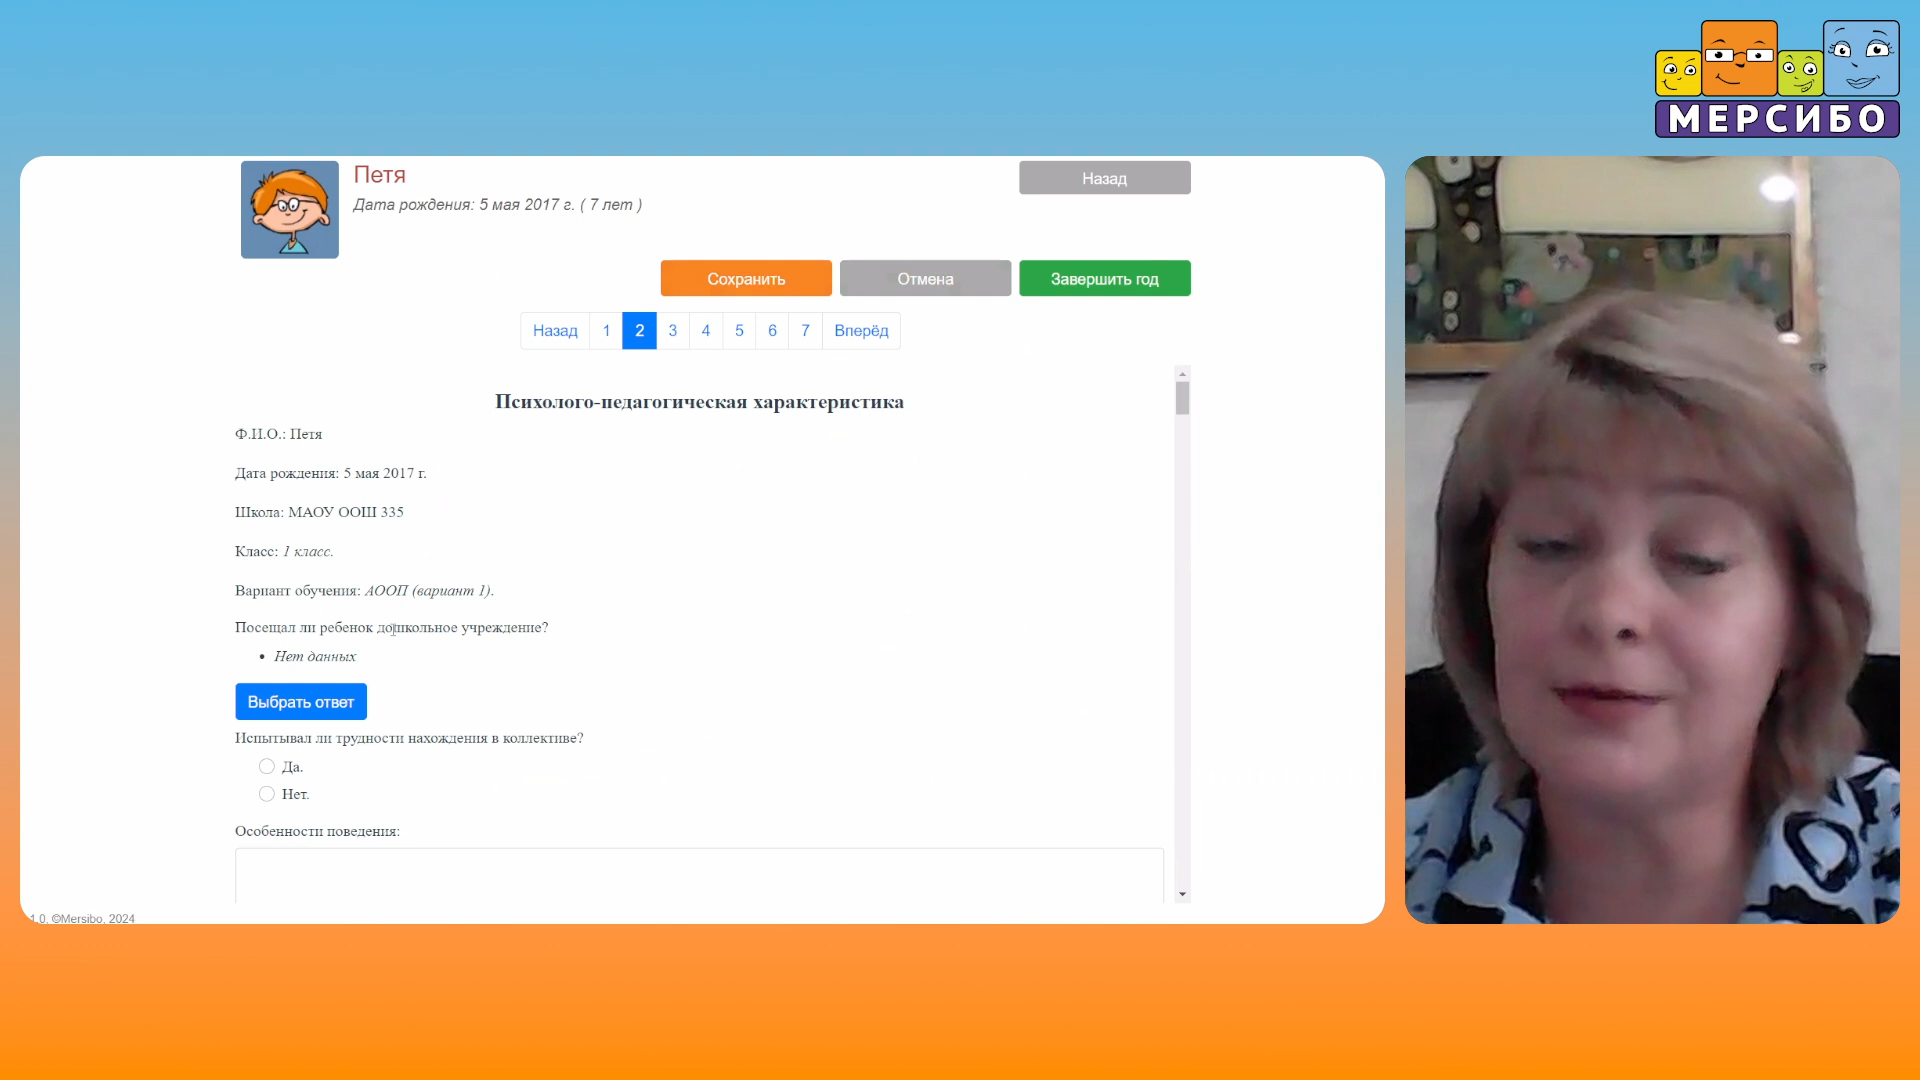 МЕРСИБО
Петя
Дата рождения: 5 мая 2017 г. ( 7 лет )
Назад
Сохранить
Отмена
Завершить год
Назад 1 2 3 4 5 6 7 Вперёд
Психолого-педагогическая характеристика
Ф.И.О.: Петя
Дата рождения: 5 мая 2017 г.
Школа: МАОУ ООШ 335
Класс: 1 класс.
Вариант обучения: АООП (вариант 1).
Посещал ли ребенок дошкольное учреждение?
• Нет данных
Выбрать ответ
Испытывал ли трудности нахождения в коллективе?
Да.
Нет.
Особенности поведения:
1.0, ©Mersibo, 2024